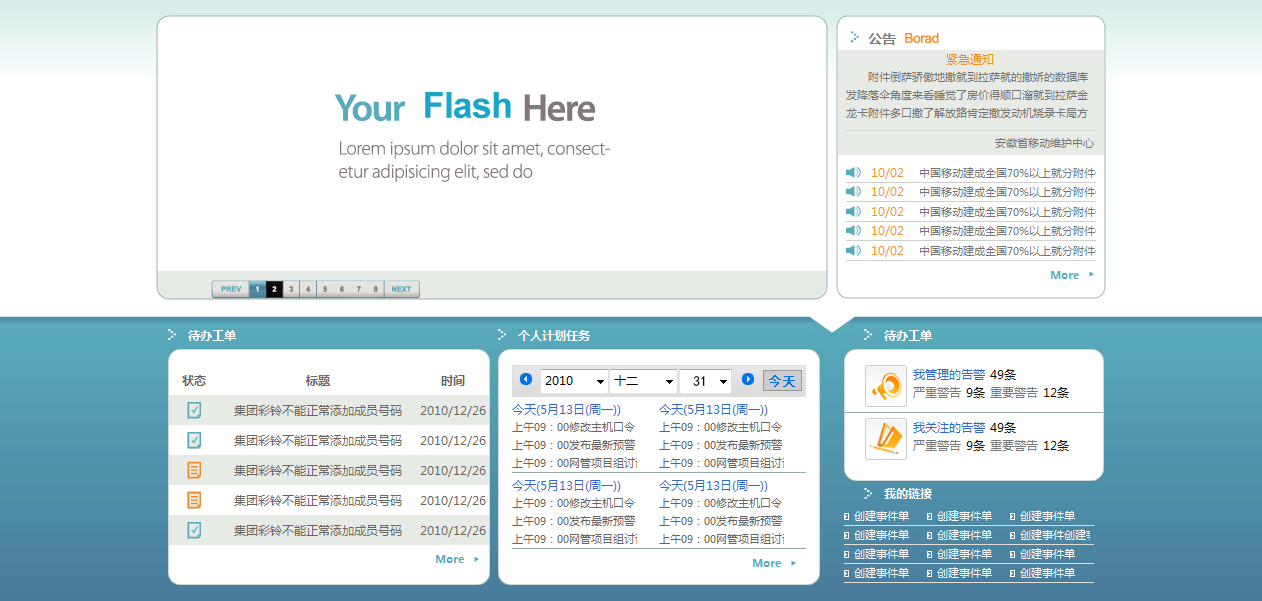 Your Flash Here
Lorem ipsum dolor sit amet, consect-
etur adipisicing elit, sed do
PREV 1 2 3 4 5 6 7 8 NEXT
公告 Borad
紧急通知
附件倒萨骄傲地撒就到拉萨就的撒娇的数据库
发降落伞角度来看睡觉了房价得顺口溜就到拉萨金
龙卡附件多口撒了解放路肯定撒发动机烧录卡局方
安徽省移动维护中心
10/02 中国移动建成全国70%以上就分附件
10/02 中国移动建成全国70%以上就分附件
10/02 中国移动建成全国70%以上就分附件
10/02 中国移动建成全国70%以上就分附件
10/02 中国移动建成全国70%以上就分附件
More
待办工单
状态 标题 时间
集团彩铃不能正常添加成员号码 2010/12/26
集团彩铃不能正常添加成员号码 2010/12/26
集团彩铃不能正常添加成员号码 2010/12/26
集团彩铃不能正常添加成员号码 2010/12/26
集团彩铃不能正常添加成员号码 2010/12/26
More
个人计划任务
2010 十二 31 今天
今天(5月13日(周一)) 今天(5月13日(周一))
上午09：00修改主机口令 上午09：00修改主机口令
上午09：00发布最新预警 上午09：00发布最新预警
上午09：00网管项目组讨 上午09：00网管项目组讨
今天(5月13日(周一)) 今天(5月13日(周一))
上午09：00修改主机口令 上午09：00修改主机口令
上午09：00发布最新预警 上午09：00发布最新预警
上午09：00网管项目组讨 上午09：00网管项目组讨
More
待办工单
我管理的告警 49条
严重警告 9条 重要警告 12条
我关注的告警 49条
严重警告 9条 重要警告 12条
我的链接
创建事件单 创建事件单 创建事件单
创建事件单 创建事件单 创建事件单创建
创建事件单 创建事件单 创建事件单
创建事件单 创建事件单 创建事件单